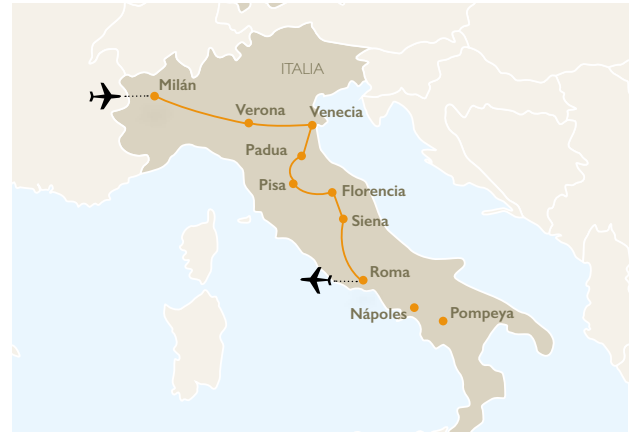 ITALIA
Milán
Verona
Venecia
Padua
Pisa
Florencia
Siena
Roma
Nápoles
Pompeya